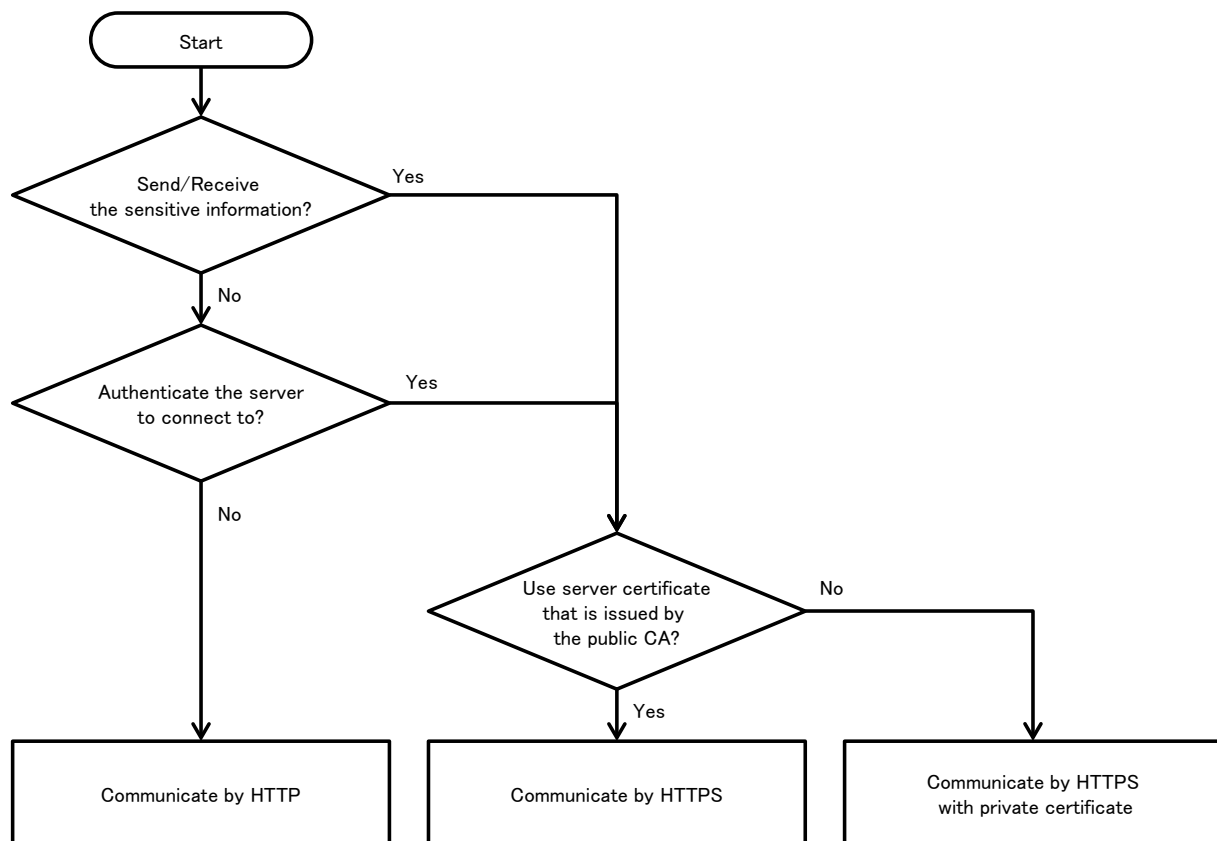 Start
Send/Receive
the sensitive information?
Yes
No
Authenticate the server
to connect to?
Yes
No
Use server certificate
that is issued by
the public CA?
No
Yes
Communicate by HTTP
Communicate by HTTPS
Communicate by HTTPS
with private certificate